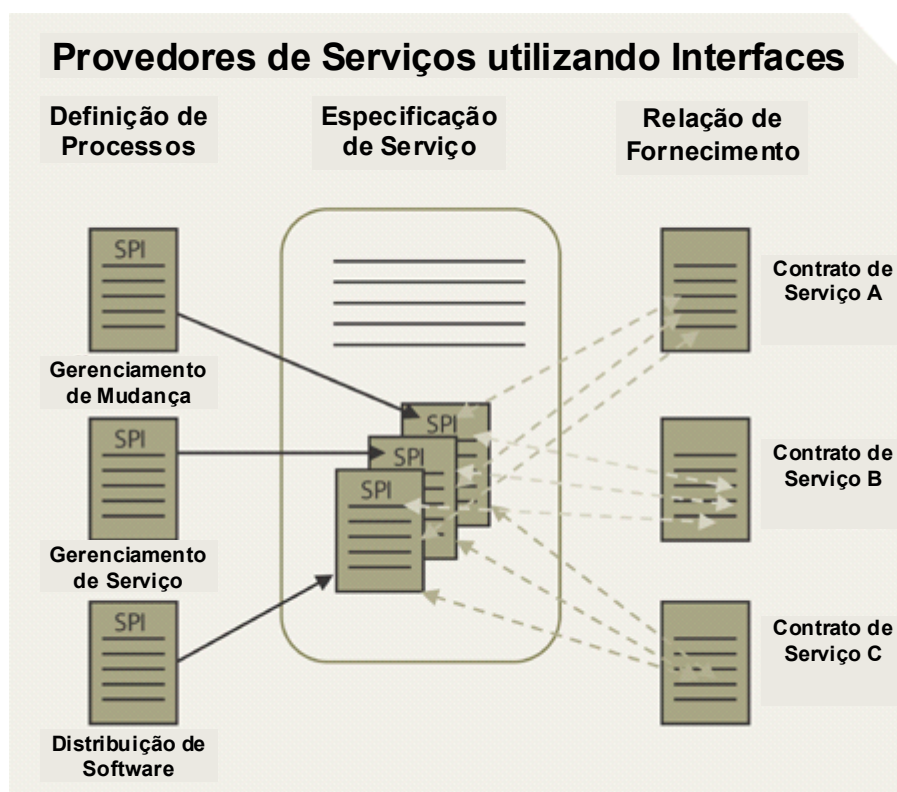 Provedores de Serviços utilizando Interfaces
Definição de
Processos
Especificação
de Serviço
Relação de
Fornecimento
SPI
Gerenciamento
de Mudança
SPI
Gerenciamento
de Serviço
SPI
Distribuição de
Software
SPI
SPI
SPI
Contrato de
Serviço A
Contrato de
Serviço B
Contrato de
Serviço C